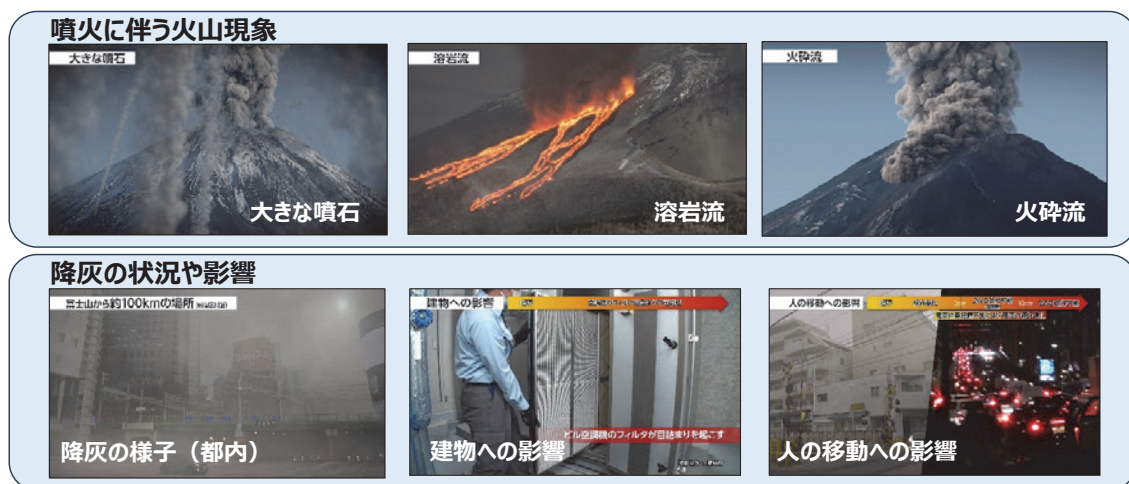 噴火に伴う火山現象
大きな噴石
大きな噴石
溶岩流
溶岩流
火砕流
火砕流
降灰の状況や影響
富士山から約100kmの場所
降灰の様子（都内）
建物への影響
ビル空調機のフィルタが目詰まりを起こす
建物への影響
人の移動への影響
人の移動への影響